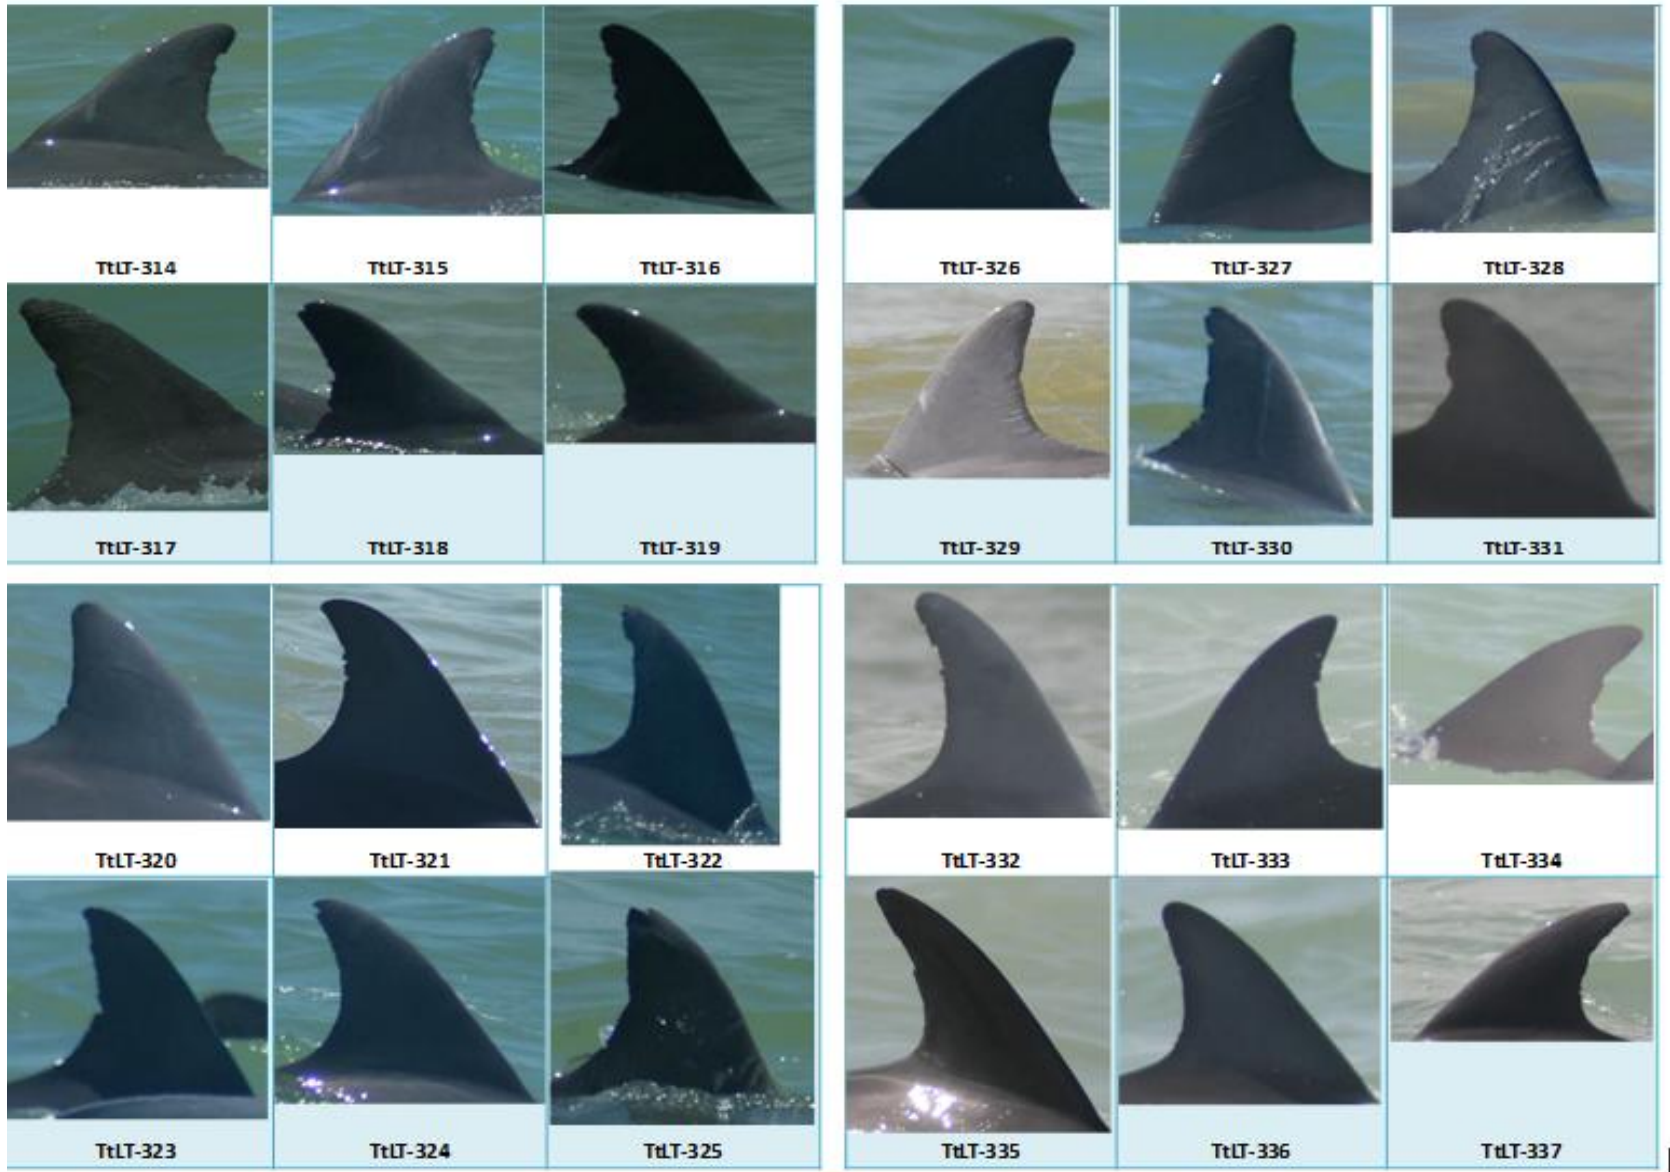 TtLT-314 TtLT-315 TtLT-316
TtLT-317 TtLT-318 TtLT-319
TtLT-326 TtLT-327 TtLT-328
TtLT-329 TtLT-330 TtLT-331
TtLT-320 TtLT-321 TtLT-322
TtLT-323 TtLT-324 TtLT-325
TtLT-332 TtLT-333 TtLT-334
TtLT-335 TtLT-336 TtLT-337